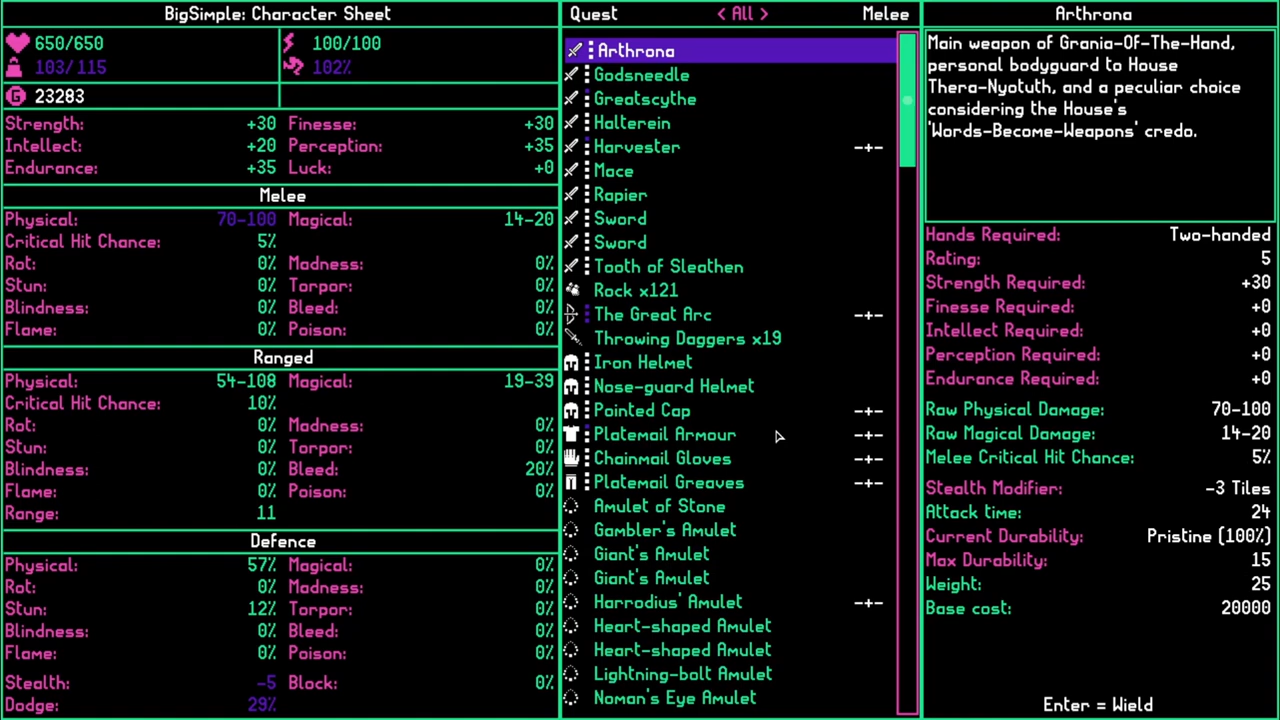 BigSimple: Character Sheet
650/650 100/100
103/115 102%
23283
Strength: +30 Finesse: +30
Intellect: +20 Perception: +35
Endurance: +35 Luck: +0
Melee
Physical: 70-100 Magical: 14-20
Critical Hit Chance: 5%
Rot: 0% Madness: 0%
Stun: 0% Torpor: 0%
Blindness: 0% Bleed: 0%
Flame: 0% Poison: 0%
Ranged
Physical: 54-108 Magical: 19-39
Critical Hit Chance: 10%
Rot: 0% Madness: 0%
Stun: 0% Torpor: 0%
Blindness: 0% Bleed: 20%
Flame: 0% Poison: 0%
Range: 11
Defence
Physical: 57% Magical: 0%
Rot: 0% Madness: 0%
Stun: 12% Torpor: 0%
Blindness: 0% Bleed: 0%
Flame: 0% Poison: 0%
Stealth: -5 Block: 0%
Dodge: 29%
Quest < All > Melee
Arthrona
Godsneedle
Greatscythe
Halterein
Harvester -+-
Mace
Rapier
Sword
Sword
Tooth of Sleathen
Rock x121
The Great Arc -+-
Throwing Daggers x19
Iron Helmet
Nose-guard Helmet
Pointed Cap -+-
Platemail Armour -+-
Chainmail Gloves -+-
Platemail Greaves -+-
Amulet of Stone
Gambler's Amulet
Giant's Amulet
Giant's Amulet
Harrodius' Amulet -+-
Heart-shaped Amulet
Heart-shaped Amulet
Lightning-bolt Amulet
Noman's Eye Amulet
Arthrona
Main weapon of Grania-Of-The-Hand,
personal bodyguard to House
Thera-Nyotuth, and a peculiar choice
considering the House's
'Words-Become-Weapons' credo.
Hands Required: Two-handed
Rating: 5
Strength Required: +30
Finesse Required: +0
Intellect Required: +0
Perception Required: +0
Endurance Required: +0
Raw Physical Damage: 70-100
Raw Magical Damage: 14-20
Melee Critical Hit Chance: 5%
Stealth Modifier: -3 Tiles
Attack time: 24
Current Durability: Pristine (100%)
Max Durability: 15
Weight: 25
Base cost: 20000
Enter = Wield